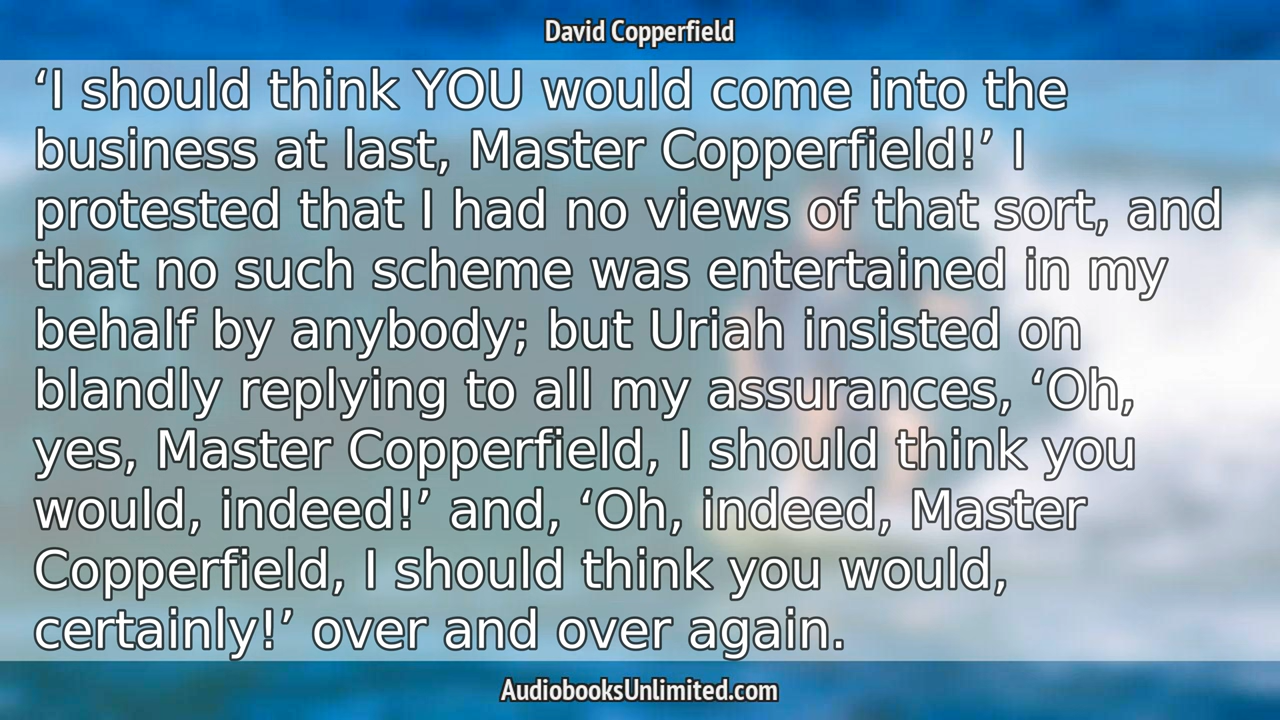 David Copperfield
‘I should think YOU would come into the
business at last, Master Copperfield!’ I
protested that I had no views of that sort, and
that no such scheme was entertained in my
behalf by anybody; but Uriah insisted on
blandly replying to all my assurances, ‘Oh,
yes, Master Copperfield, I should think you
would, indeed!’ and, ‘Oh, indeed, Master
Copperfield, I should think you would,
certainly!’ over and over again.
AudiobooksUnlimited.com